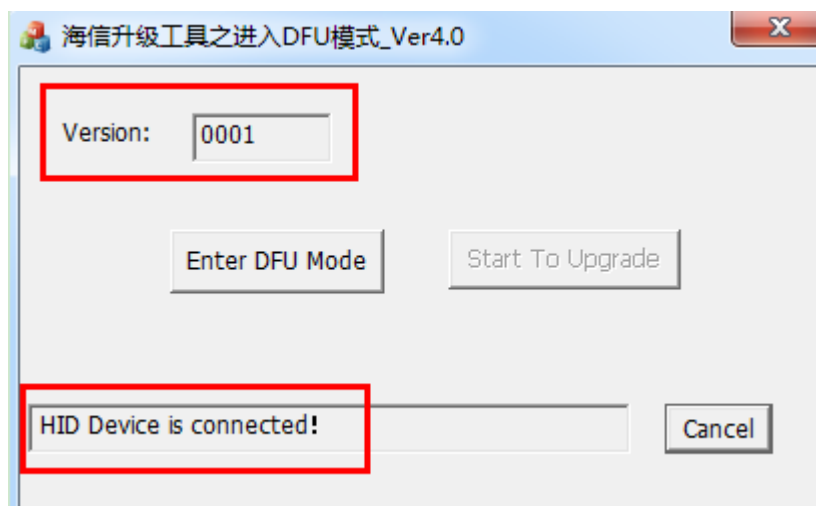 海信升级工具之进入DFU模式_Ver4.0
Version: 0001
Enter DFU Mode Start To Upgrade
HID Device is connected!
Cancel